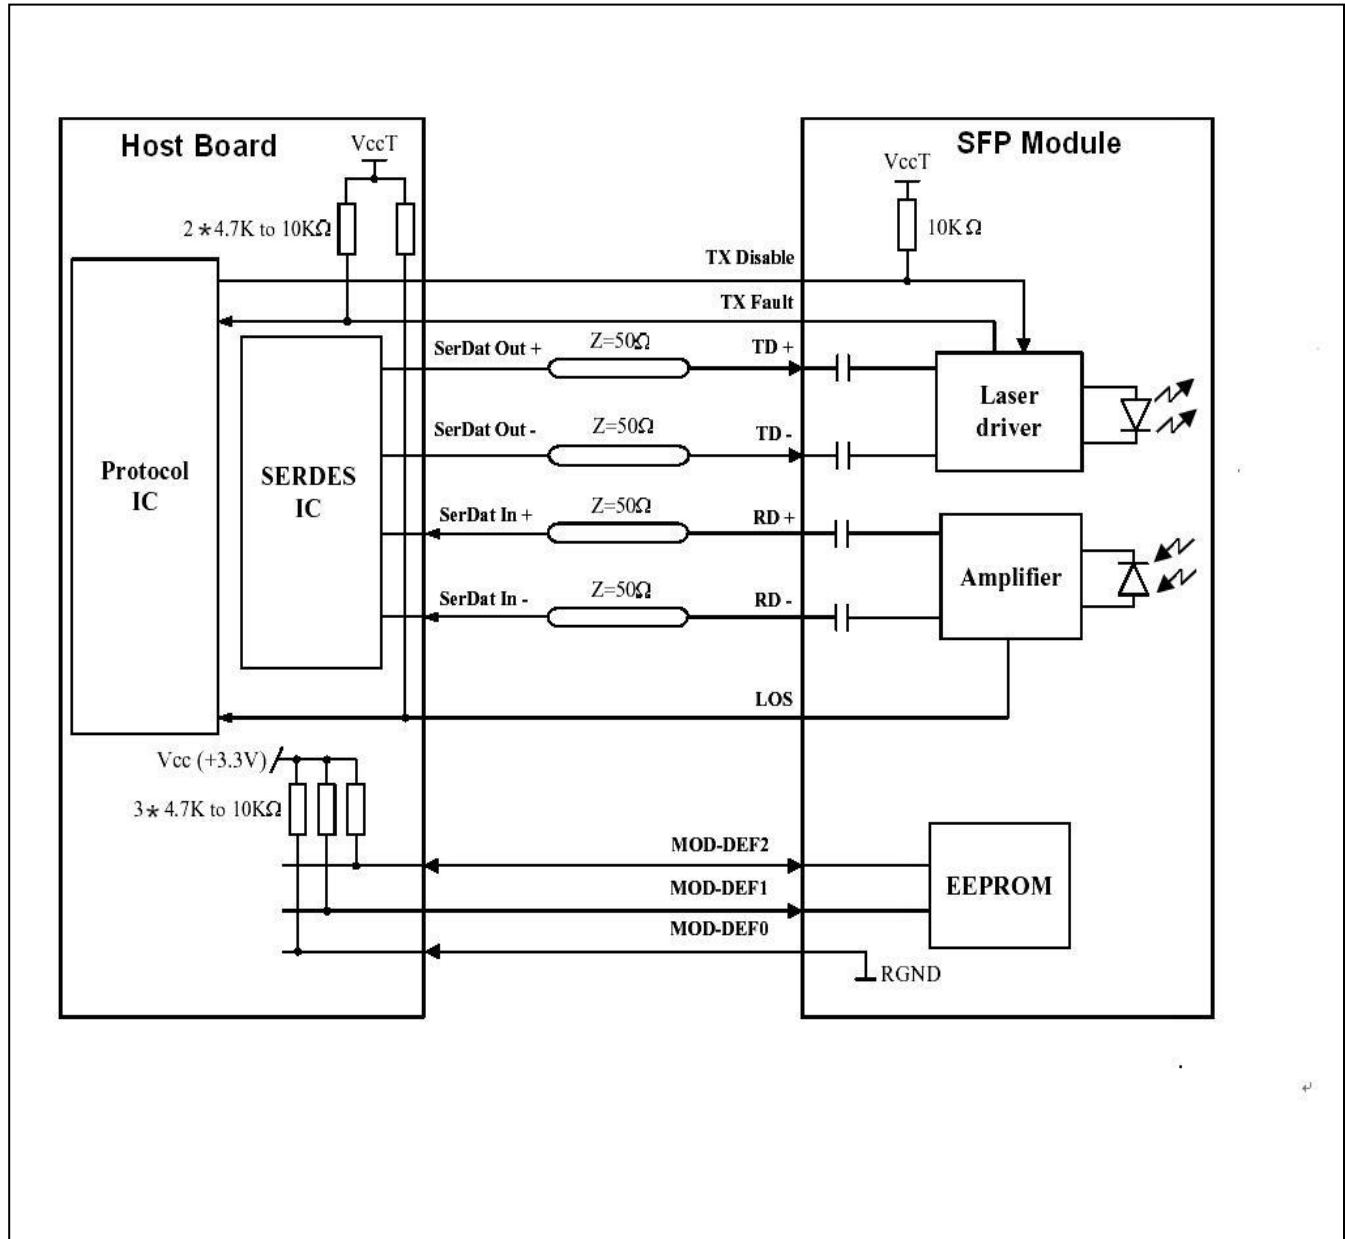 Host Board
SFP Module
VccT
VccT
2*4.7K to 10KΩ
10KΩ
TX Disable
TX Fault
SerDat Out +
Z=50Ω
TD +
SerDat Out -
Z=50Ω
TD -
Laser
driver
Protocol
IC
SERDES
IC
SerDat In +
Z=50Ω
RD +
SerDat In -
Z=50Ω
RD -
Amplifier
LOS
Vcc (+3.3V)
3*4.7K to 10KΩ
MOD-DEF2
MOD-DEF1
MOD-DEF0
EEPROM
RGND